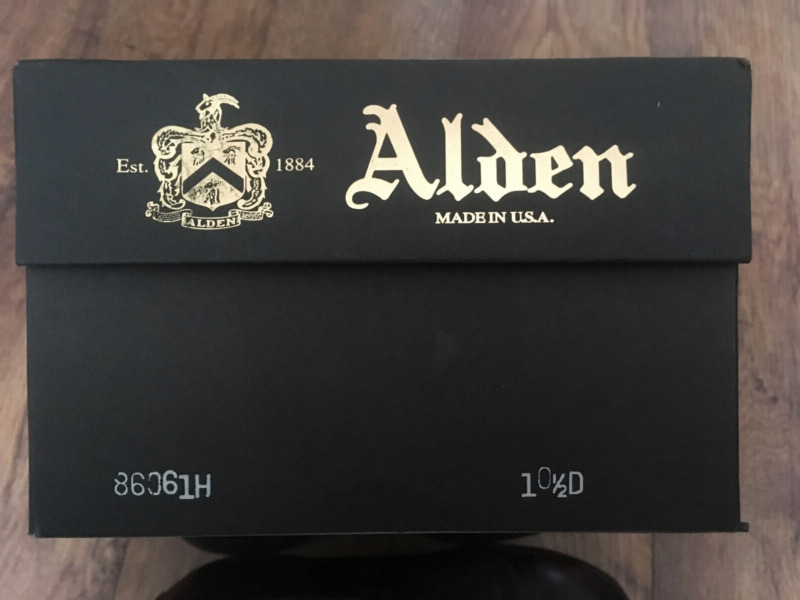 Est. 1884
ALDEN
Alden
MADE IN U.S.A.
86061H 10½D